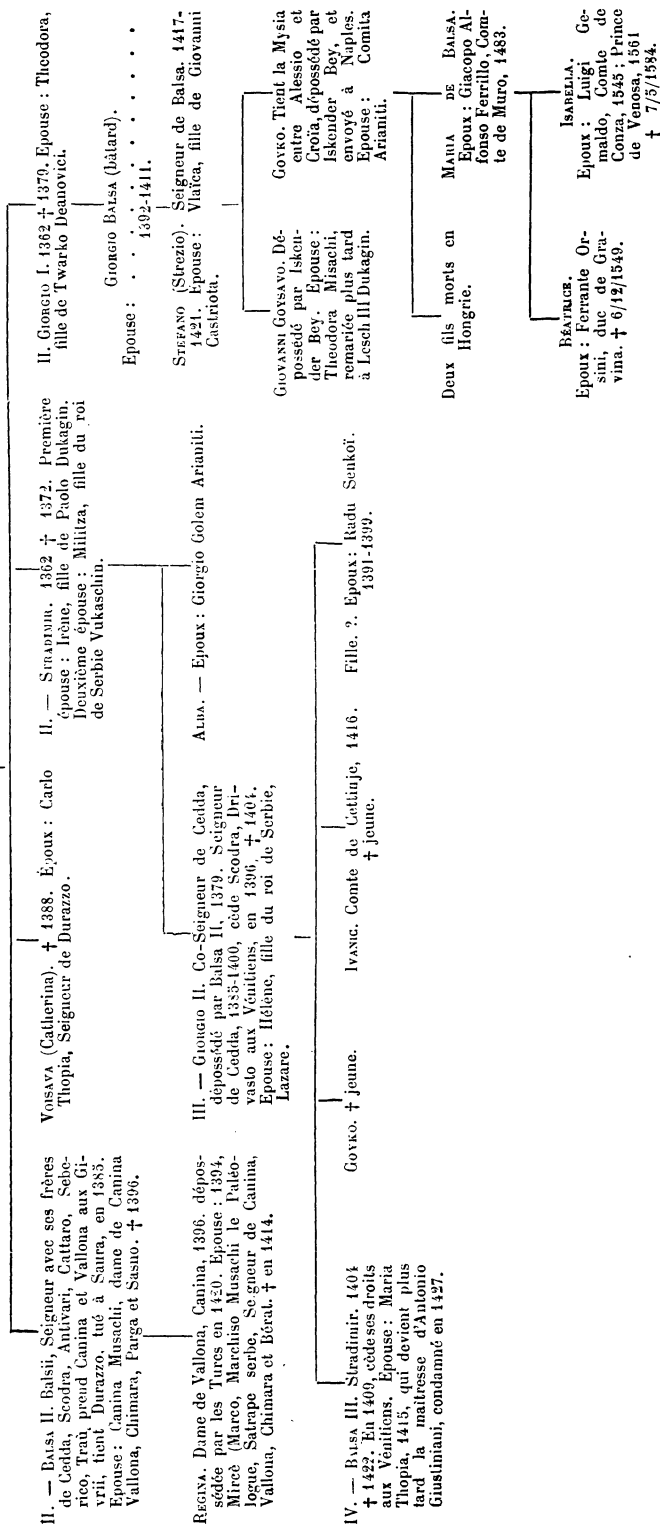 II. — BALSA II. Balsii, Seigneur avec ses frères
de Cedda, Scodra, Antivari, Cattaro, Sebe-
rico, Traù, prend Canina et Vallona aux Gi-
vrii, tient Durazzo, tué à Saura, en 1385.
Epouse : Canina Musachi, dame de Canina
Vallona, Chimara, Parga et Sasno. † 1396.
VOISAVA (Catherina). † 1388. Époux : Carlo
Thopia, Seigneur de Durazzo.
II. — STRADIMIR. 1362 † 1372. Première
épouse : Irène, fille de Paolo Dukagin.
Deuxième épouse : Militza, fille du roi
de Serbie Vukaschin.
II. GIORGIO I. 1362 † 1379. Epouse : Theodora,
fille de Twarko Deanovici.
REGINA. Dame de Vallona, Canina, 1396. dépos-
sédée par les Turcs en 1420. Epouse : 1394,
Mircè (Marco, Marchiso Musachi le Paléo-
logue, Satrape serbe, Seigneur de Canina,
Vallona, Chimara et Bérat. † en 1414.
III. — GIORGIO II. Co-Seigneur de Cedda,
dépossédé par Balsa II, 1379. Seigneur
de Cedda, 1385-1400, cède Scodra, Dri-
vasto aux Vénitiens, en 1396, † 1404.
Epouse : Hélène, fille du roi de Serbie,
Lazare.
ALBA. — Epoux : Giorgio Golem Arianiti.
GIORGIO BALSA (bâtard).
Epouse : . . . . . . . . . . . .
1392-1411.
STEFANO (Strezio). Seigneur de Balsa. 1417-
1421. Epouse : Vlaïca, fille de Giovanni
Castriota.
GIOVANNI GOYSAVO. Dé-
possédé par Isken-
der Bey. Epouse :
Theodora Misachi,
remariée plus tard
à Lesch III Dukagin.
GOYKO. Tient la Mysia
entre Alessio et
Croïa, dépossédé par
Iskender Bey, et
envoyé à Naples.
Epouse : Comita
Arianiti.
IV. — BALSA III. Stradimir. 1404
† 1422. En 1409, cède ses droits
aux Vénitiens. Epouse : Maria
Thopia, 1415, qui devient plus
tard la maîtresse d'Antonio
Giustiniani, condamné en 1427.
GOYKO. † jeune.
IVANIC. Comte de Cettinje, 1416.
† jeune.
Fille. ?. Epoux : Radu Senkoï.
1391-1399.
Deux fils morts en
Hongrie.
MARIA DE BALSA.
Epoux : Giacopo Al-
fonso Ferrillo, Com-
te de Muro, 1483.
BÉATRICE.
Epoux : Ferrante Or-
sini, duc de Gra-
vina. † 6/12/1549.
ISABELLA.
Epoux : Luigi Ge-
maldo, Comte de
Conza, 1545 ; Prince
de Venosa, 1561
† 7/5/1584.